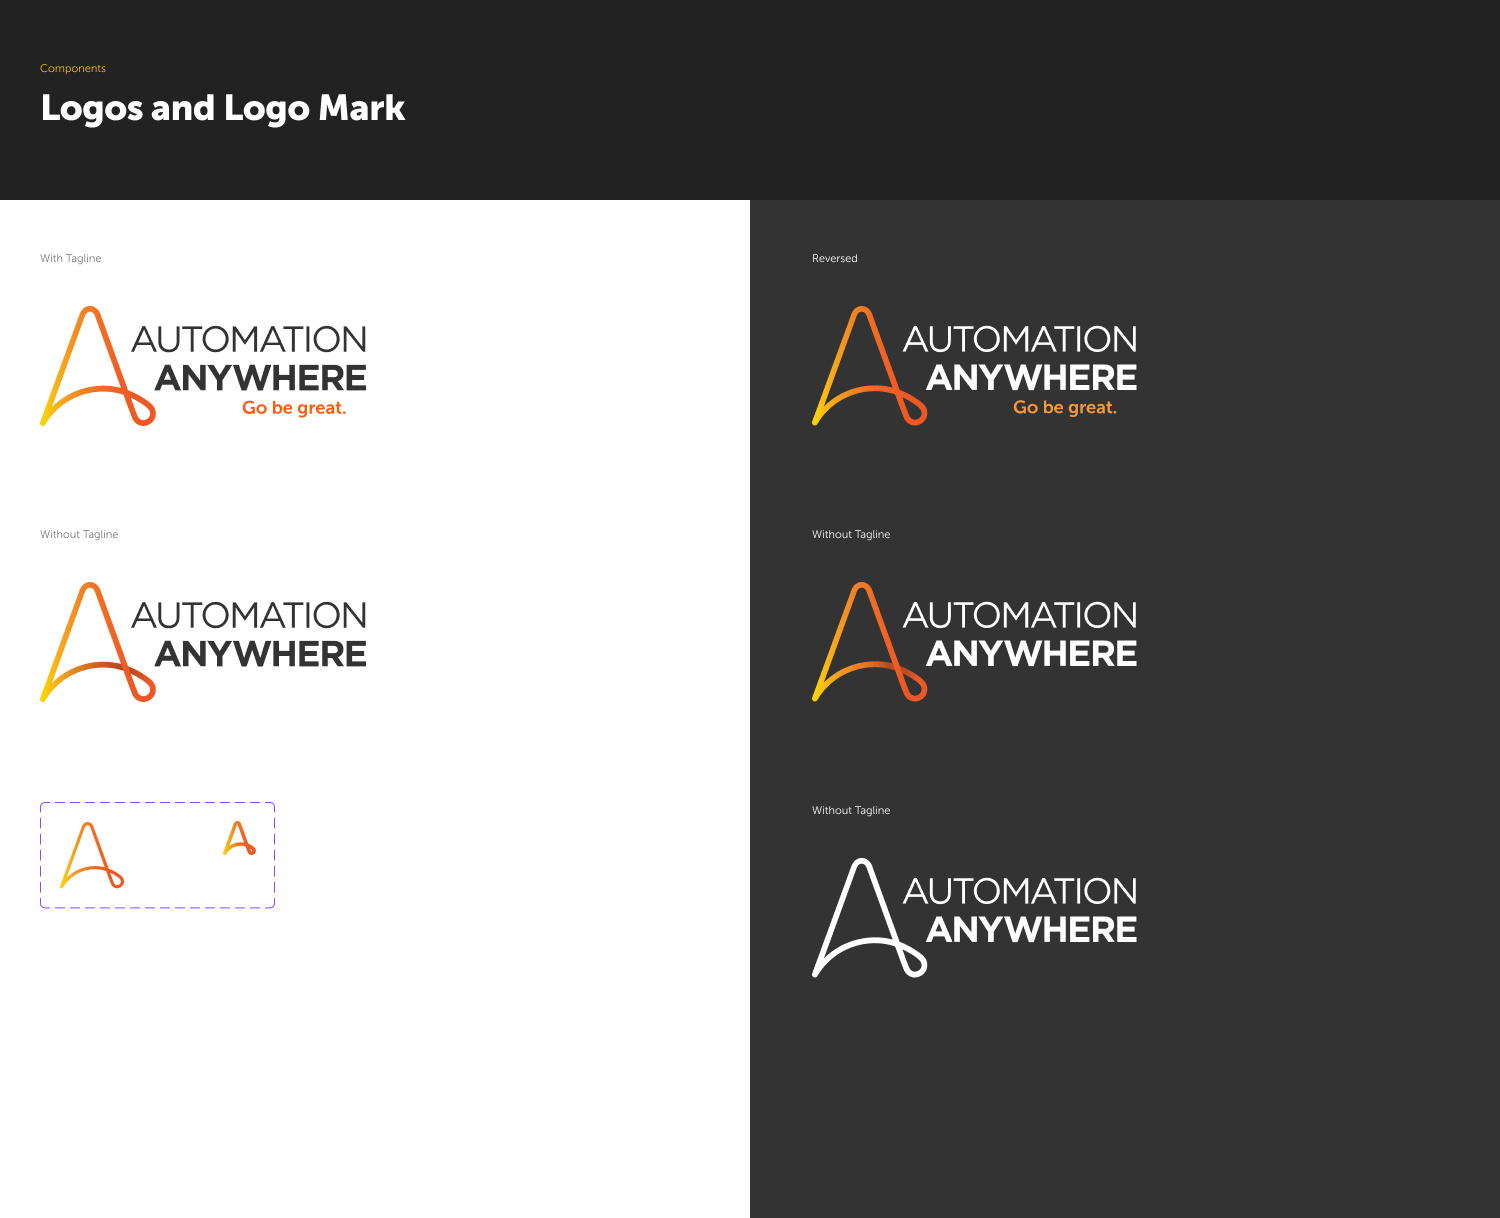 Components
Logos and Logo Mark
With Tagline
AUTOMATION
ANYWHERE
Go be great.
Without Tagline
AUTOMATION
ANYWHERE
Reversed
AUTOMATION
ANYWHERE
Go be great.
Without Tagline
AUTOMATION
ANYWHERE
Without Tagline
AUTOMATION
ANYWHERE